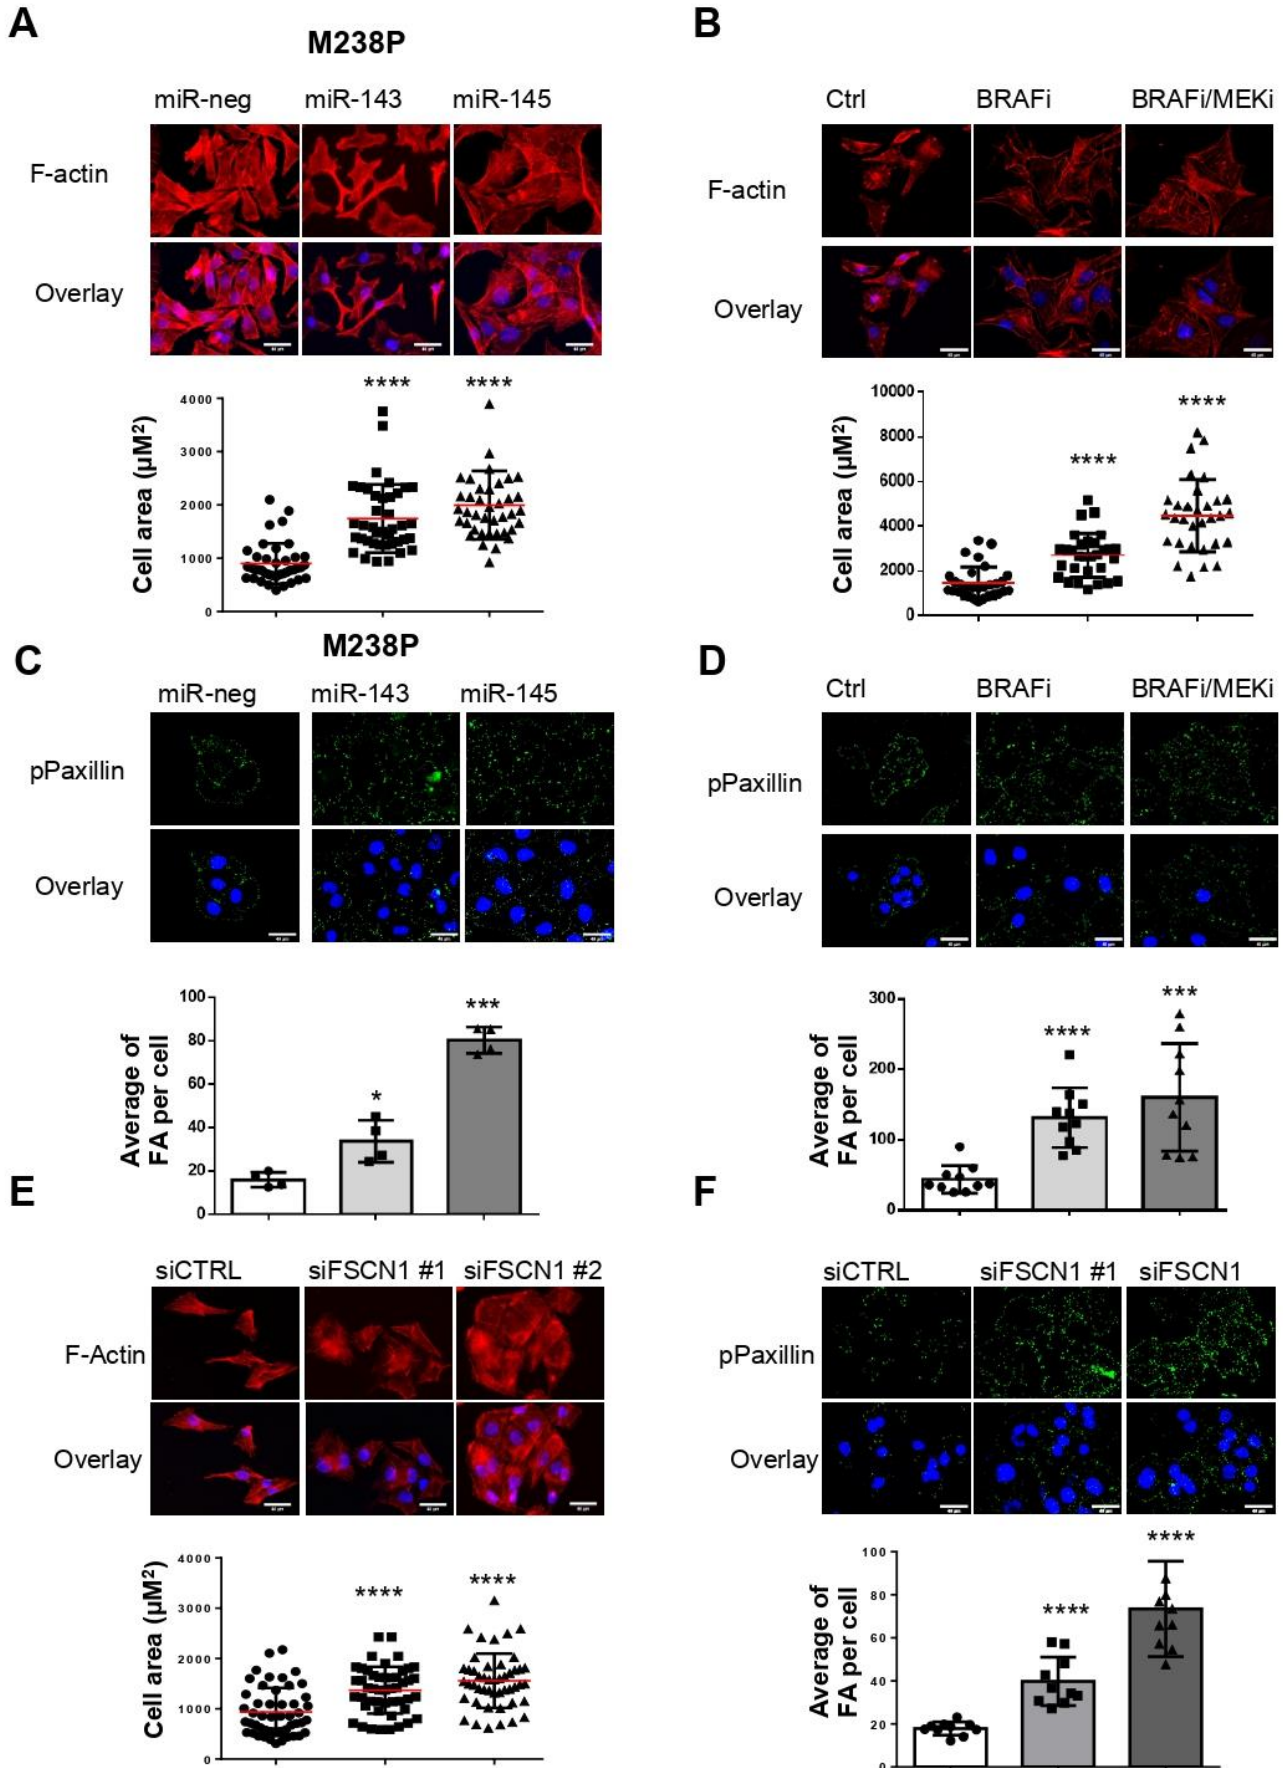 A
M238P
miR-neg miR-143 miR-145
F-actin
Overlay
**** ****
4000
3000
2000
1000
0
Cell area (µM²)
B
Ctrl BRAFi BRAFi/MEKi
F-actin
Overlay
10000
8000
6000
4000
2000
0
Cell area (µM²)
**** ****
C
M238P
miR-neg miR-143 miR-145
pPaxillin
Overlay
100
80
60
40
20
0
Average of
FA per cell
* ***
D
Ctrl BRAFi BRAFi/MEKi
pPaxillin
Overlay
300
200
100
0
Average of
FA per cell
**** ***
E
siCTRL siFSCN1 #1 siFSCN1 #2
F-Actin
Overlay
4000
3000
2000
1000
0
Cell area (µM²)
**** ****
F
siCTRL siFSCN1 #1 siFSCN1
pPaxillin
Overlay
100
80
60
40
20
0
Average of
FA per cell
**** ****